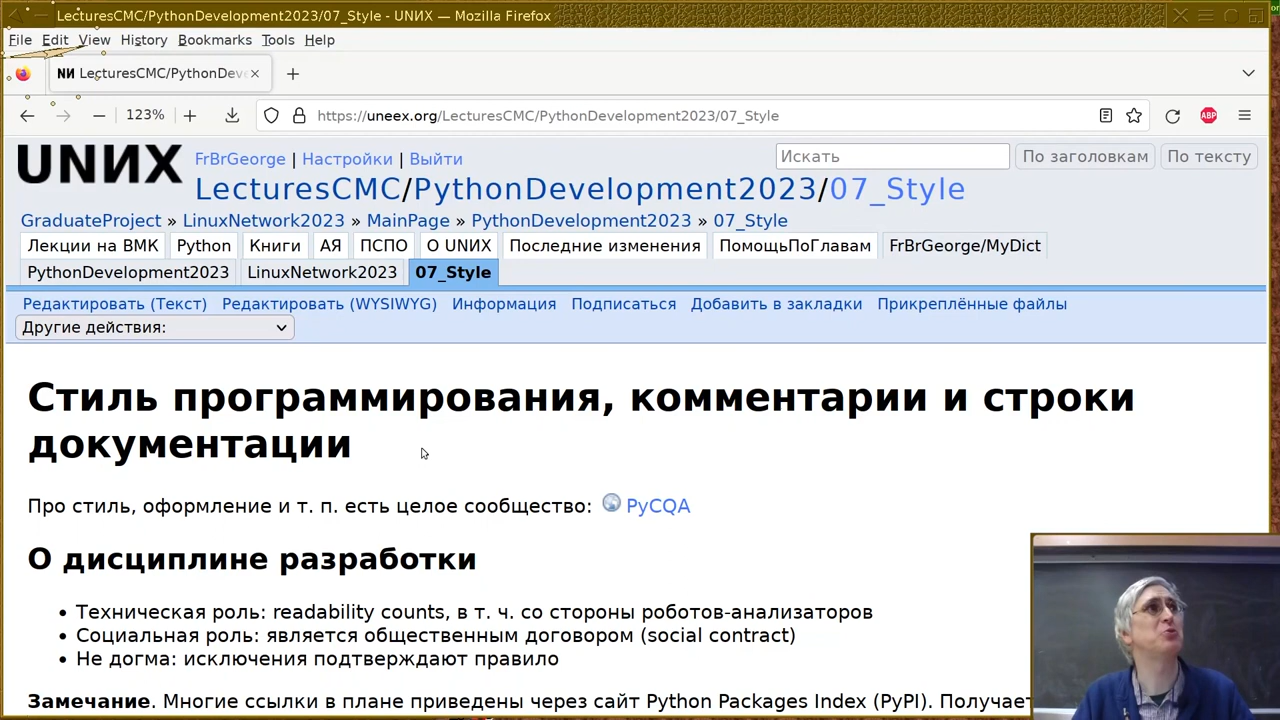 LecturesCMC/PythonDevelopment2023/07_Style - UNИX — Mozilla Firefox
File Edit View History Bookmarks Tools Help
NИ LecturesCMC/PythonDeve
123% https://uneex.org/LecturesCMC/PythonDevelopment2023/07_Style ABP
UNИX FrBrGeorge | Настройки | Выйти Искать По заголовкам По тексту
LecturesCMC/PythonDevelopment2023/07_Style
GraduateProject » LinuxNetwork2023 » MainPage » PythonDevelopment2023 » 07_Style
Лекции на ВМК Python Книги АЯ ПСПО О UNIX Последние изменения ПомощьПоГлавам FrBrGeorge/MyDict
PythonDevelopment2023 LinuxNetwork2023 07_Style
Редактировать (Текст) Редактировать (WYSIWYG) Информация Подписаться Добавить в закладки Прикреплённые файлы
Другие действия:
Стиль программирования, комментарии и строки
документации
Про стиль, оформление и т. п. есть целое сообщество: PyCQA
О дисциплине разработки
• Техническая роль: readability counts, в т. ч. со стороны роботов-анализаторов
• Социальная роль: является общественным договором (social contract)
• Не догма: исключения подтверждают правило
Замечание. Многие ссылки в плане приведены через сайт Python Packages Index (PyPI). Получает